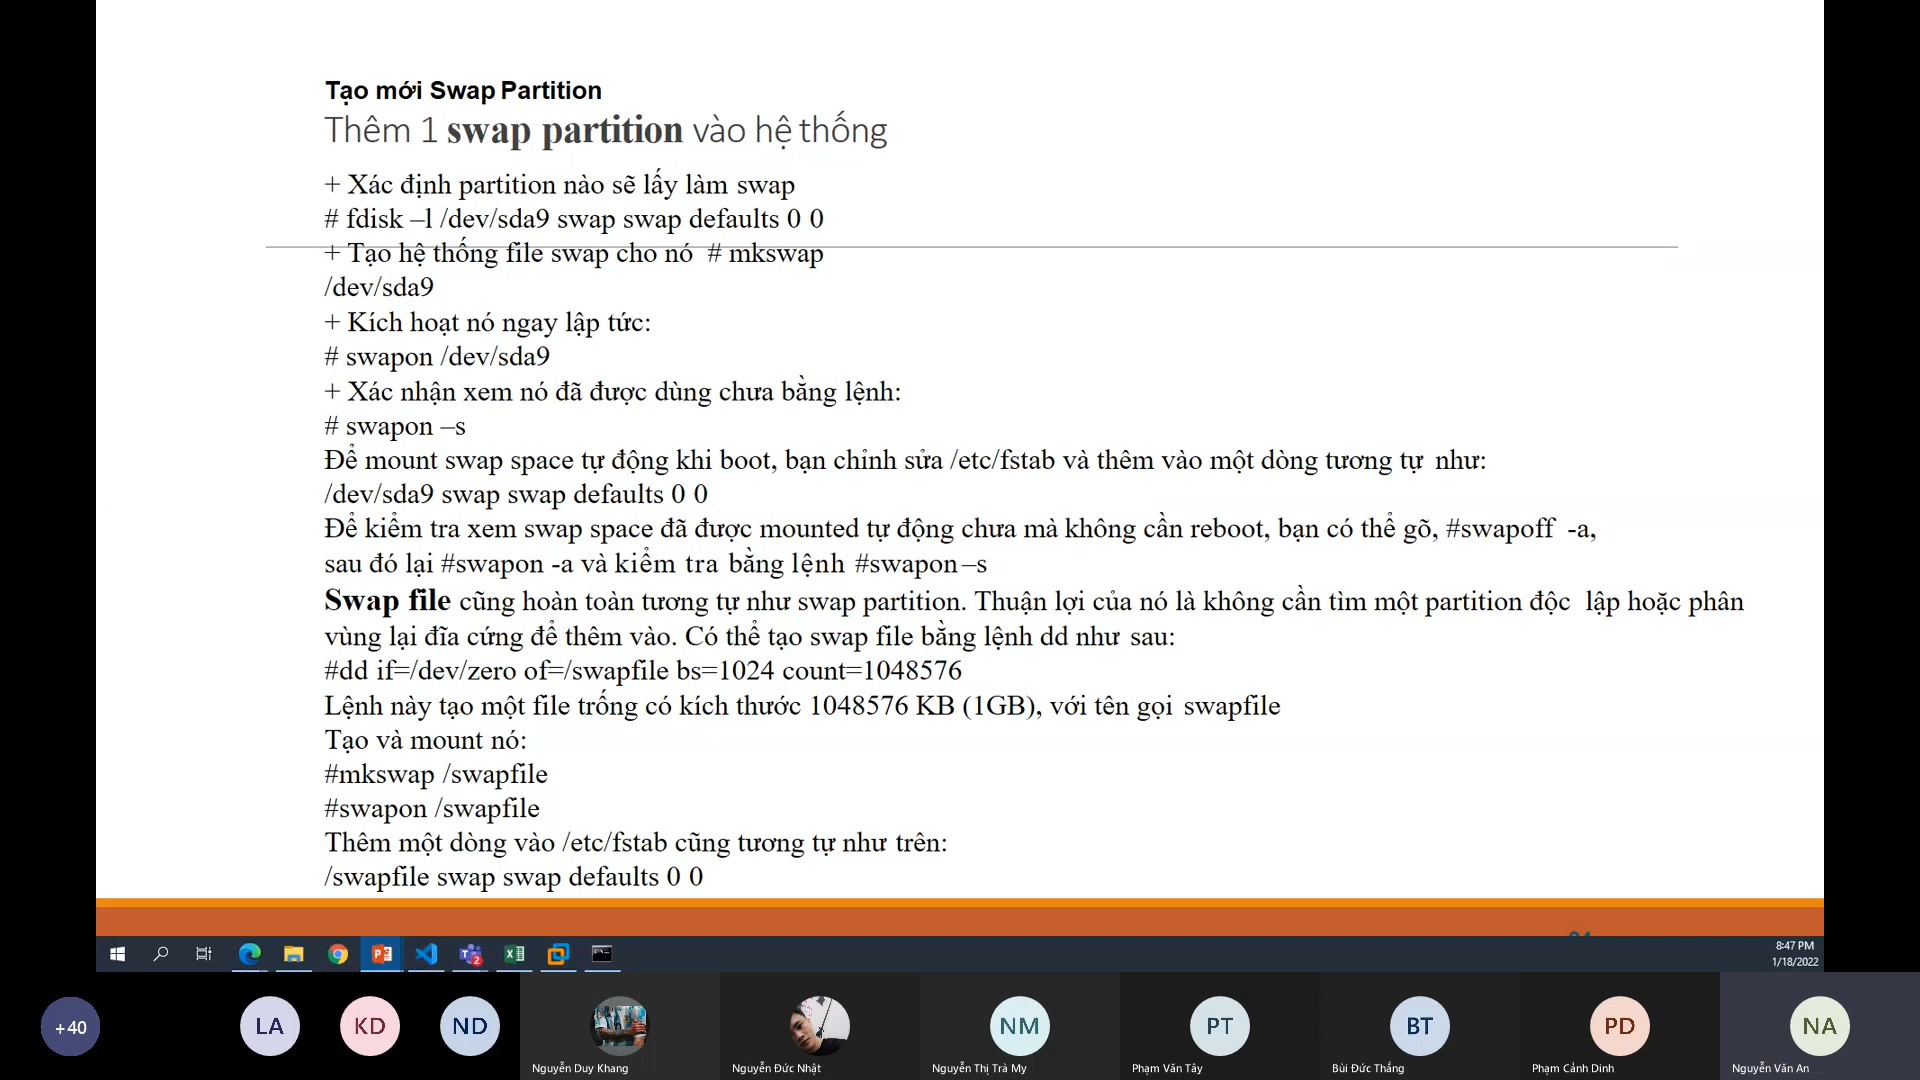 Tạo mới Swap Partition
Thêm 1 swap partition vào hệ thống
+ Xác định partition nào sẽ lấy làm swap
# fdisk –l /dev/sda9 swap swap defaults 0 0
+ Tạo hệ thống file swap cho nó # mkswap
/dev/sda9
+ Kích hoạt nó ngay lập tức:
# swapon /dev/sda9
+ Xác nhận xem nó đã được dùng chưa bằng lệnh:
# swapon –s
Để mount swap space tự động khi boot, bạn chỉnh sửa /etc/fstab và thêm vào một dòng tương tự như:
/dev/sda9 swap swap defaults 0 0
Để kiểm tra xem swap space đã được mounted tự động chưa mà không cần reboot, bạn có thể gõ, #swapoff -a,
sau đó lại #swapon -a và kiểm tra bằng lệnh #swapon –s
Swap file cũng hoàn toàn tương tự như swap partition. Thuận lợi của nó là không cần tìm một partition độc lập hoặc phân
vùng lại đĩa cứng để thêm vào. Có thể tạo swap file bằng lệnh dd như sau:
#dd if=/dev/zero of=/swapfile bs=1024 count=1048576
Lệnh này tạo một file trống có kích thước 1048576 KB (1GB), với tên gọi swapfile
Tạo và mount nó:
#mkswap /swapfile
#swapon /swapfile
Thêm một dòng vào /etc/fstab cũng tương tự như trên:
/swapfile swap swap defaults 0 0
8:47 PM
1/18/2022
2
+40
LA
KD
ND
NM
PT
BT
PD
NA
Nguyễn Duy Khang
Nguyễn Đức Nhật
Nguyễn Thị Trà My
Phạm Văn Tây
Bùi Đức Thắng
Phạm Cảnh Dinh
Nguyễn Văn An